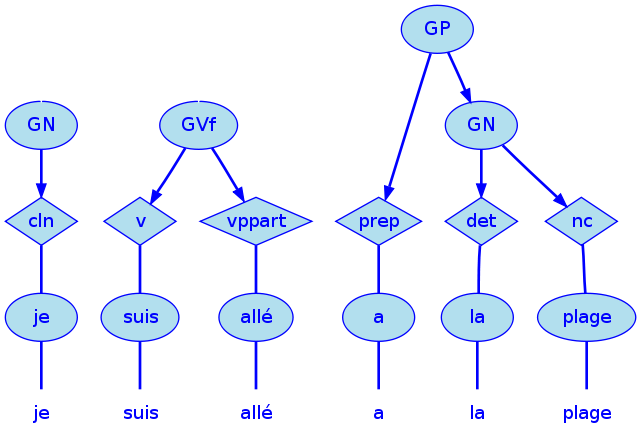 GP
GN GVf GN
cln v vppart prep det nc
je suis allé a la plage
je suis allé a la plage